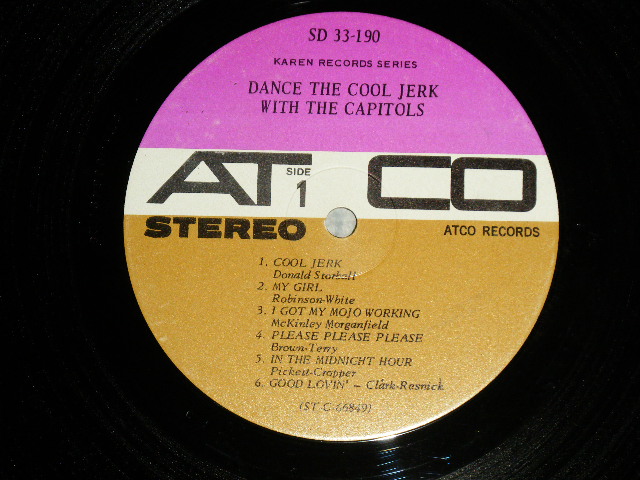 SD 33-190
KAREN RECORDS SERIES
DANCE THE COOL JERK
WITH THE CAPITOLS
ATCO
SIDE
1
STEREO
ATCO RECORDS
1. COOL JERK
Donald Storball
2. MY GIRL
Robinson-White
3. I GOT MY MOJO WORKING
McKinley Morganfield
4. PLEASE PLEASE PLEASE
Brown-Terry
5. IN THE MIDNIGHT HOUR
Pickett-Cropper
6. GOOD LOVIN' – Clark-Resnick
(ST C 66849)